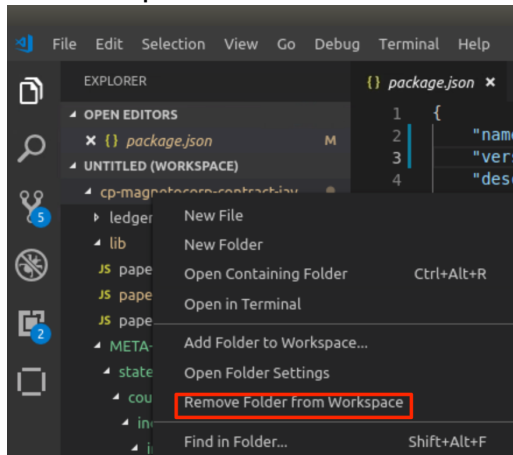 File Edit Selection View Go Debug Terminal Help
EXPLORER
{} package.json ×
OPEN EDITORS
× {} package.json M
UNTITLED (WORKSPACE)
cp-magnetocorp-contract-jav
ledger
lib
JS pape
JS pape
JS pape
META-
state
cou
in
i
1 {
2 "nam
3 "vers
4 "desc
5
2
New File
New Folder
Open Containing Folder Ctrl+Alt+R
Open in Terminal
Add Folder to Workspace...
Open Folder Settings
Remove Folder from Workspace
Find in Folder... Shift+Alt+F